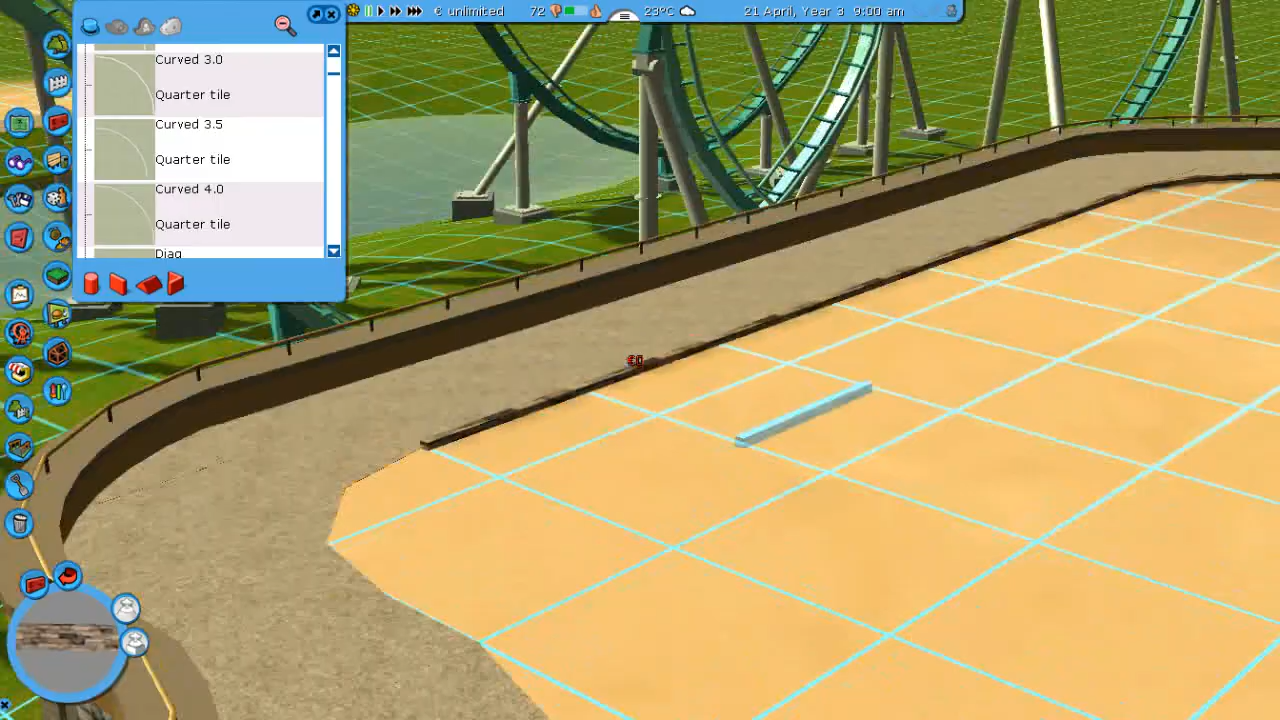 € unlimited 72 23°C 21 April, Year 3 9:00 am
Curved 3.0
Quarter tile
Curved 3.5
Quarter tile
Curved 4.0
Quarter tile
Diag
€0